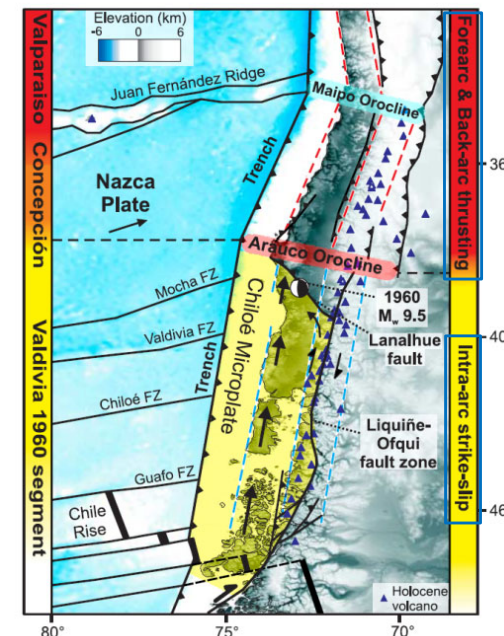 Elevation (km)
-6 0 6
Valparaiso
Concepción
Valdivia 1960 segment
Juan Fernández Ridge
Maipo Orocline
Nazca
Plate
Trench
Arauco Orocline
Mocha FZ
1960
Mw 9.5
Lanalhue
fault
Valdivia FZ
Chiloé Microplate
Trench
Chiloé FZ
Liquiñe-
Ofqui
fault zone
Guafo FZ
Chile
Rise
Holocene
volcano
Forearc & Back-arc thrusting
Intra-arc strike-slip
36
40
46
80° 75° 70°